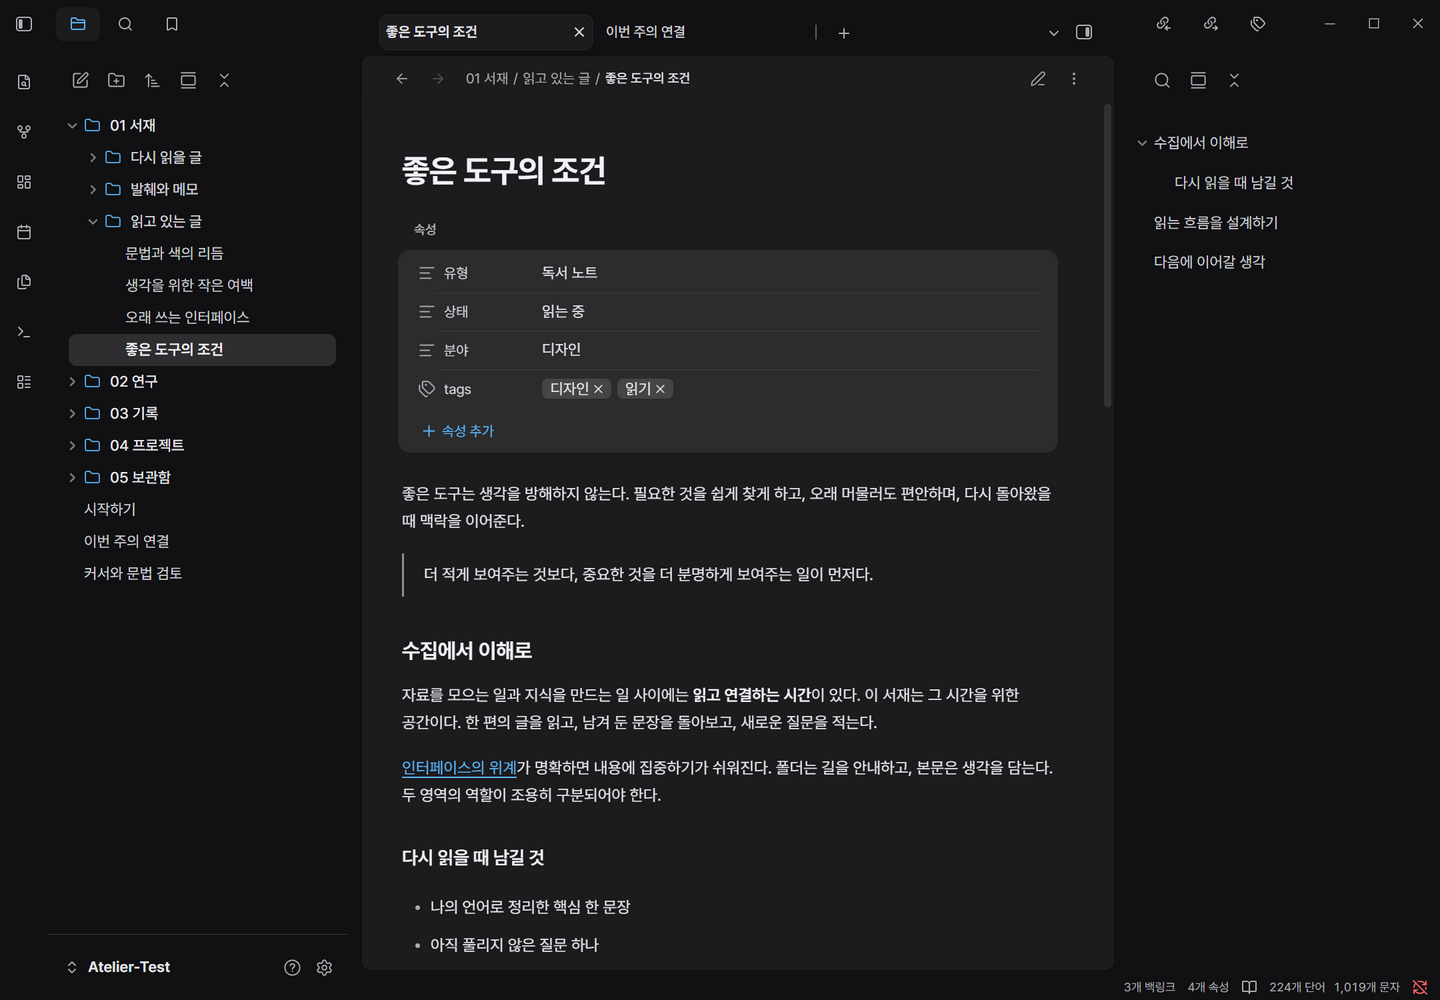 좋은 도구의 조건
이번 주의 연결
01 서재
다시 읽을 글
발췌와 메모
읽고 있는 글
문법과 색의 리듬
생각을 위한 작은 여백
오래 쓰는 인터페이스
좋은 도구의 조건
02 연구
03 기록
04 프로젝트
05 보관함
시작하기
이번 주의 연결
커서와 문법 검토
Atelier-Test
01 서재 / 읽고 있는 글 / 좋은 도구의 조건
좋은 도구의 조건
속성
유형 독서 노트
상태 읽는 중
분야 디자인
tags 디자인 읽기
속성 추가
좋은 도구는 생각을 방해하지 않는다. 필요한 것을 쉽게 찾게 하고, 오래 머물러도 편안하며, 다시 돌아왔을
때 맥락을 이어준다.
더 적게 보여주는 것보다, 중요한 것을 더 분명하게 보여주는 일이 먼저다.
수집에서 이해로
자료를 모으는 일과 지식을 만드는 일 사이에는 읽고 연결하는 시간이 있다. 이 서재는 그 시간을 위한
공간이다. 한 편의 글을 읽고, 남겨 둔 문장을 돌아보고, 새로운 질문을 적는다.
인터페이스의 위계가 명확하면 내용에 집중하기가 쉬워진다. 폴더는 길을 안내하고, 본문은 생각을 담는다.
두 영역의 역할이 조용히 구분되어야 한다.
다시 읽을 때 남길 것
• 나의 언어로 정리한 핵심 한 문장
• 아직 풀리지 않은 질문 하나
수집에서 이해로
다시 읽을 때 남길 것
읽는 흐름을 설계하기
다음에 이어갈 생각
3개 백링크 4개 속성 224개 단어 1,019개 문자